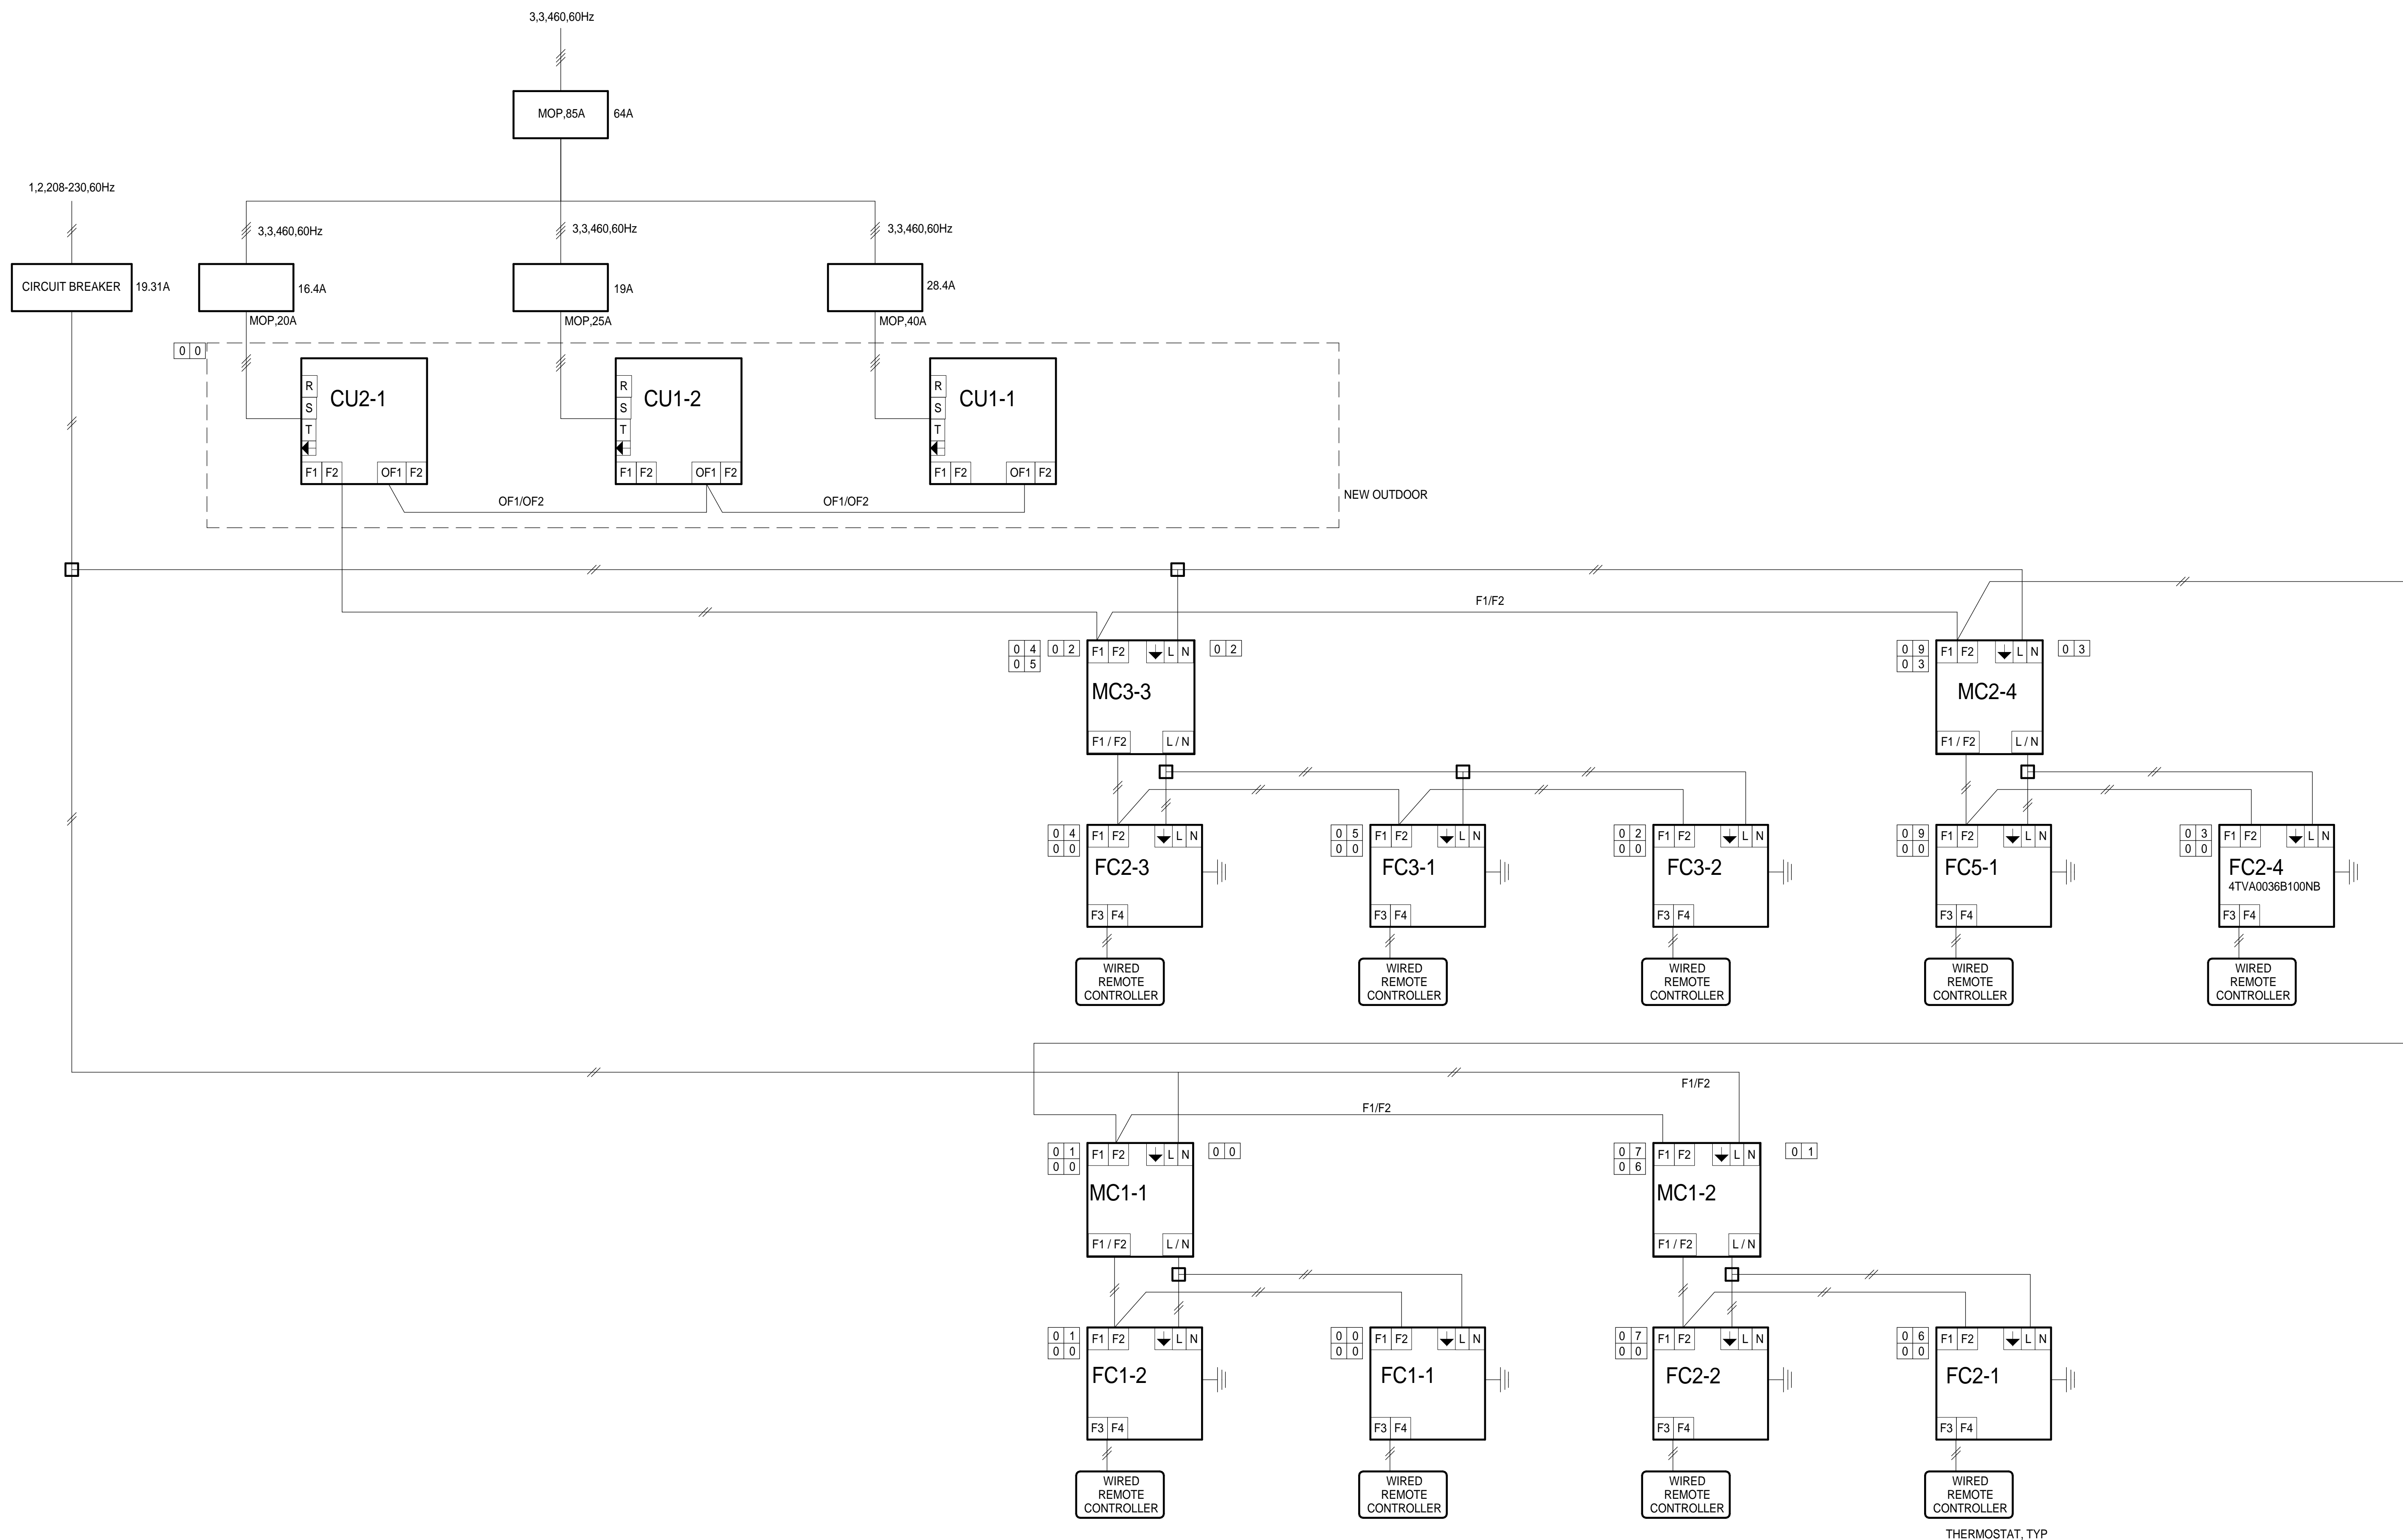 3,3,460,60Hz
MOP,85A 64A
1,2,208-230,60Hz
3,3,460,60Hz 3,3,460,60Hz 3,3,460,60Hz
CIRCUIT BREAKER 19.31A 16.4A 19A 28.4A
MOP,20A MOP,25A MOP,40A
0 0
R R R
CU2-1 CU1-2 CU1-1
S S S
T T T
F1 F2 OF1 F2 F1 F2 OF1 F2 F1 F2 OF1 F2
OF1/OF2 OF1/OF2
NEW OUTDOOR
F1/F2
0 4 0 2 F1 F2 L N 0 2 0 9 F1 F2 L N 0 3
0 5 0 3
MC3-3 MC2-4
F1 / F2 L / N F1 / F2 L / N
0 4 F1 F2 L N 0 5 F1 F2 L N 0 2 F1 F2 L N 0 9 F1 F2 L N 0 3 F1 F2 L N
0 0 0 0 0 0 0 0 0 0
FC2-3 FC3-1 FC3-2 FC5-1 FC2-4
4TVA0036B100NB
F3 F4 F3 F4 F3 F4 F3 F4 F3 F4
WIRED WIRED WIRED WIRED WIRED
REMOTE REMOTE REMOTE REMOTE REMOTE
CONTROLLER CONTROLLER CONTROLLER CONTROLLER CONTROLLER
F1/F2
F1/F2
0 1 F1 F2 L N 0 0 0 7 F1 F2 L N 0 1
0 0 0 6
MC1-1 MC1-2
F1 / F2 L / N F1 / F2 L / N
0 1 F1 F2 L N 0 0 F1 F2 L N 0 7 F1 F2 L N 0 6 F1 F2 L N
0 0 0 0 0 0 0 0
FC1-2 FC1-1 FC2-2 FC2-1
F3 F4 F3 F4 F3 F4 F3 F4
WIRED WIRED WIRED WIRED
REMOTE REMOTE REMOTE REMOTE
CONTROLLER CONTROLLER CONTROLLER CONTROLLER
THERMOSTAT, TYP